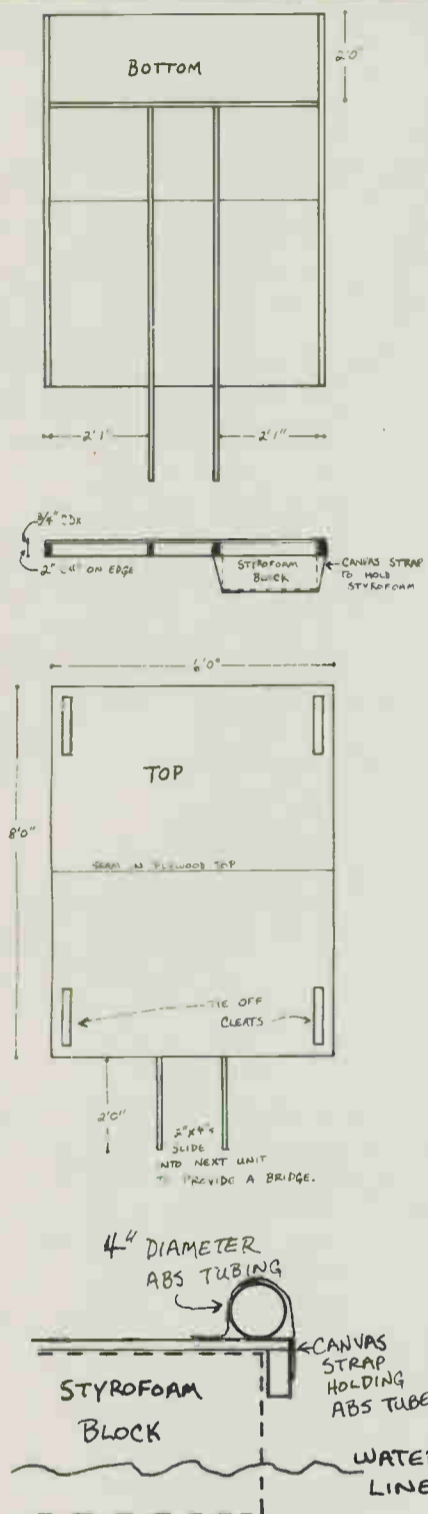 2'0"
BOTTOM
2'1"
2'1"
3/4"
ON EDGE
STYROFOAM
BLOCK
CANVAS STRAP
TO HOLD
STYROFOAM
6'0"
TOP
8'0"
SEAM IN PLYWOOD TOP
TIE OFF
CLEATS
2'0"
2"x4"s
SLIDE
INTO NEXT UNIT
TO PROVIDE A BRIDGE.
4" DIAMETER
ABS TUBING
CANVAS
STRAP
HOLDING
ABS TUBE
STYROFOAM
BLOCK
WATER
LINE